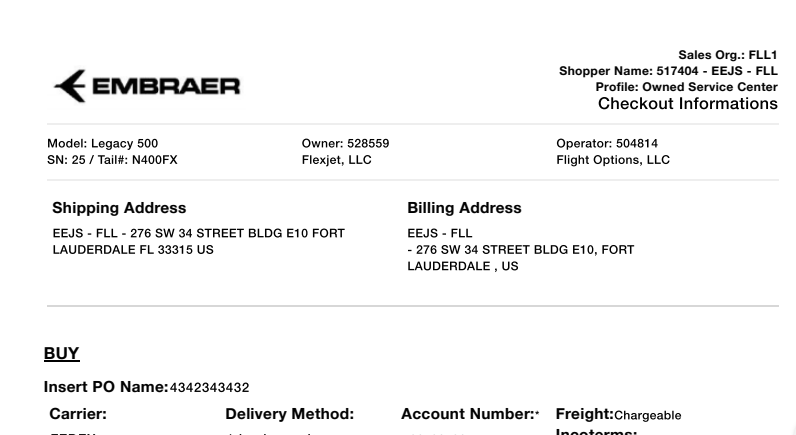 Sales Org.: FLL1
Shopper Name: 517404 - EEJS - FLL
Profile: Owned Service Center
Checkout Informations
EMBRAER
Model: Legacy 500
SN: 25 / Tail#: N400FX
Owner: 528559
Flexjet, LLC
Operator: 504814
Flight Options, LLC
Shipping Address
EEJS - FLL - 276 SW 34 STREET BLDG E10 FORT
LAUDERDALE FL 33315 US
Billing Address
EEJS - FLL
- 276 SW 34 STREET BLDG E10, FORT
LAUDERDALE , US
BUY
Insert PO Name:4342343432
Carrier: Delivery Method: Account Number:* Freight:Chargeable
Incoterms: